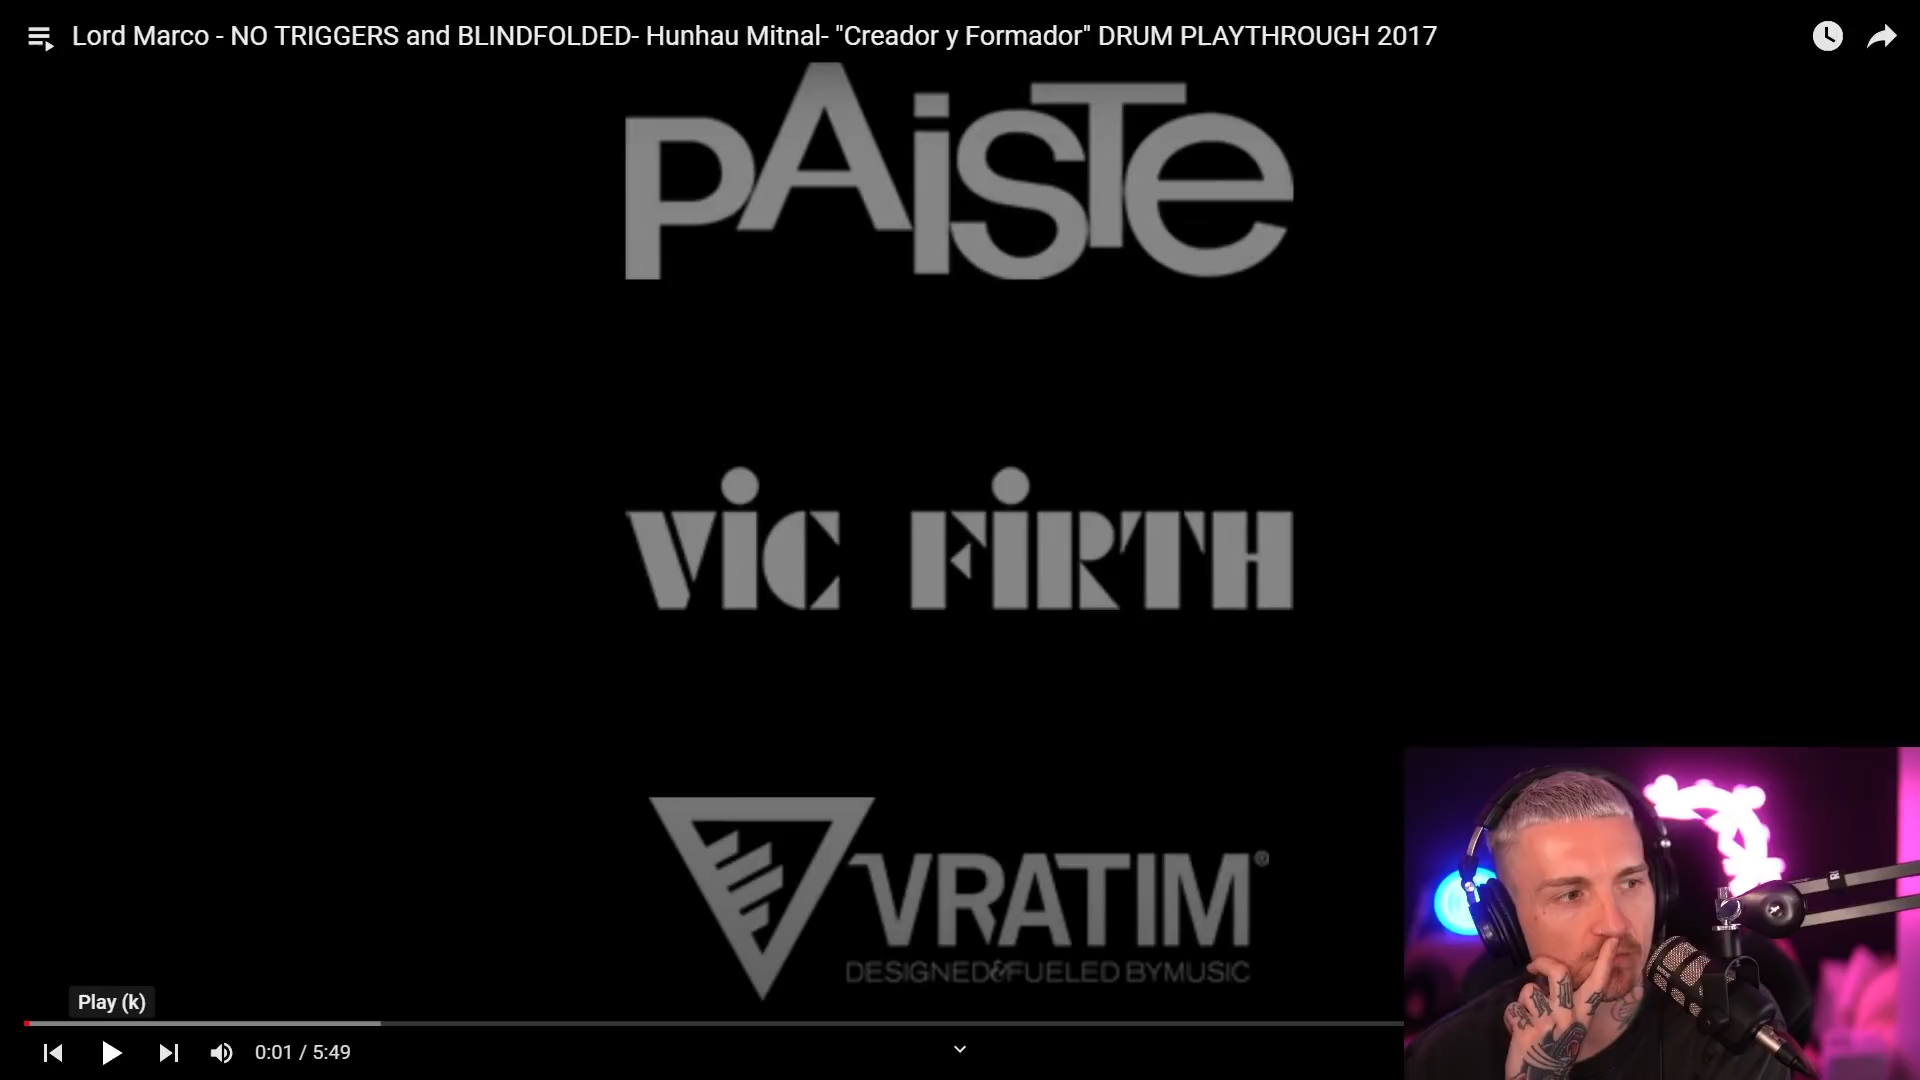 Lord Marco - NO TRIGGERS and BLINDFOLDED- Hunhau Mitnal- "Creador y Formador" DRUM PLAYTHROUGH 2017
PAiSTe
ViC FiRTH
VRATIM®
DESIGNED&FUELED BYMUSIC
Play (k)
0:01 / 5:49